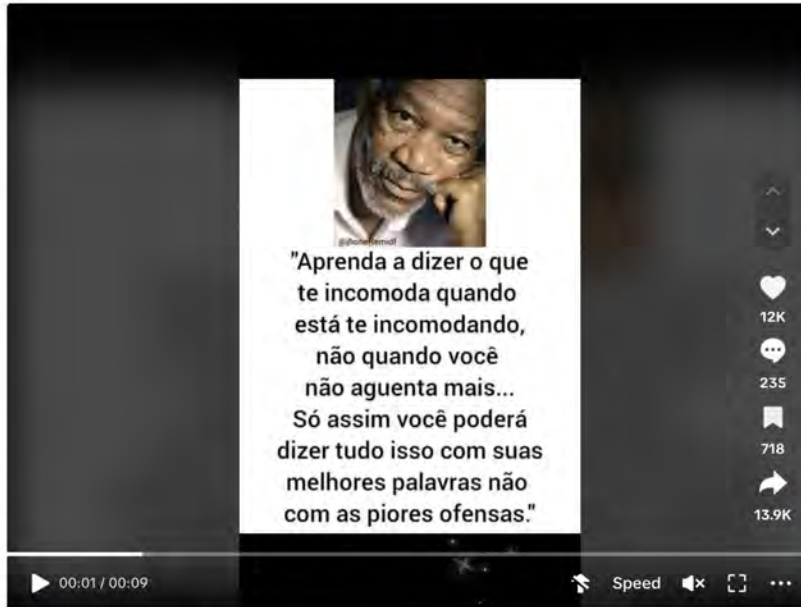 "Aprenda a dizer o que
te incomoda quando
está te incomodando,
não quando você
não aguenta mais...
Só assim você poderá
dizer tudo isso com suas
melhores palavras não
com as piores ofensas."
12K
235
718
13.9K
00:01 / 00:09
Speed